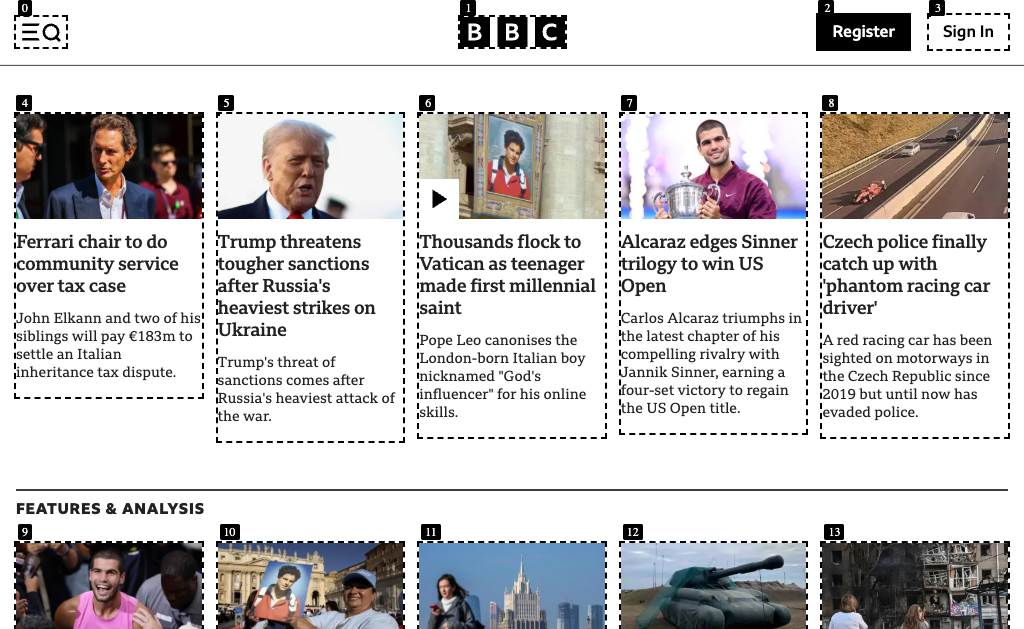 0
1
2
3
BBC
Register
Sign In
4
5
6
7
8
Ferrari chair to do
community service
over tax case
John Elkann and two of his
siblings will pay €183m to
settle an Italian
inheritance tax dispute.
Trump threatens
tougher sanctions
after Russia's
heaviest strikes on
Ukraine
Trump's threat of
sanctions comes after
Russia's heaviest attack of
the war.
Thousands flock to
Vatican as teenager
made first millennial
saint
Pope Leo canonises the
London-born Italian boy
nicknamed "God's
influencer" for his online
skills.
Alcaraz edges Sinner
trilogy to win US
Open
Carlos Alcaraz triumphs in
the latest chapter of his
compelling rivalry with
Jannik Sinner, earning a
four-set victory to regain
the US Open title.
Czech police finally
catch up with
'phantom racing car
driver'
A red racing car has been
sighted on motorways in
the Czech Republic since
2019 but until now has
evaded police.
FEATURES & ANALYSIS
9
10
11
12
13